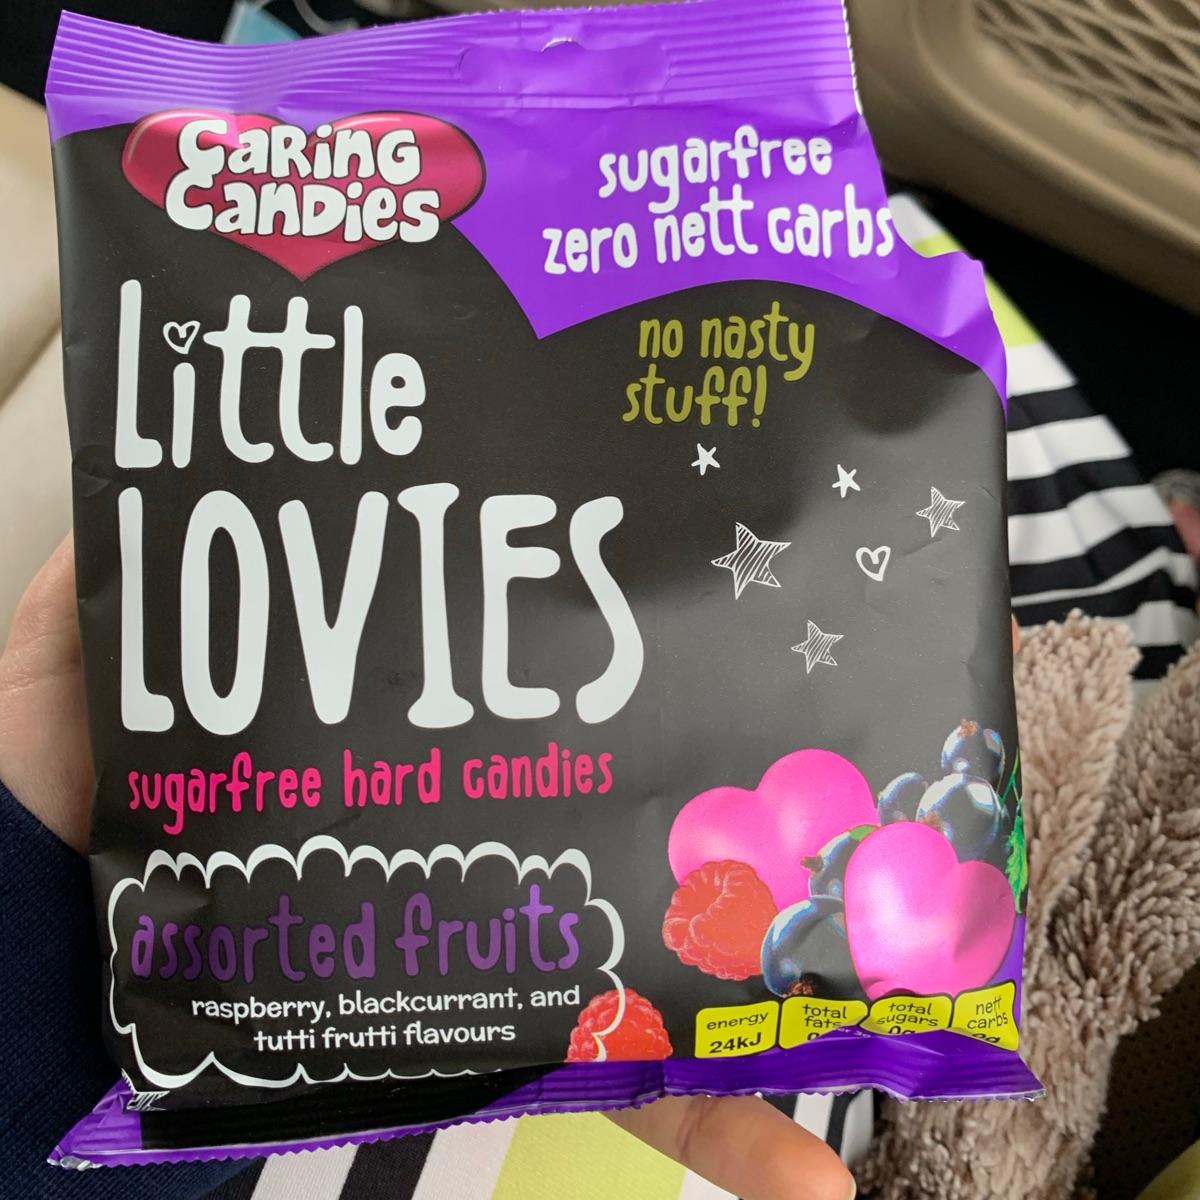 Caring
Candies
sugarfree
zero nett carbs
no nasty
stuff!
Little
LOVIES
sugarfree hard candies
assorted fruits
raspberry, blackcurrant, and
tutti frutti flavours
energy
24kJ
total
fats
total
sugars
0g
nett
carbs